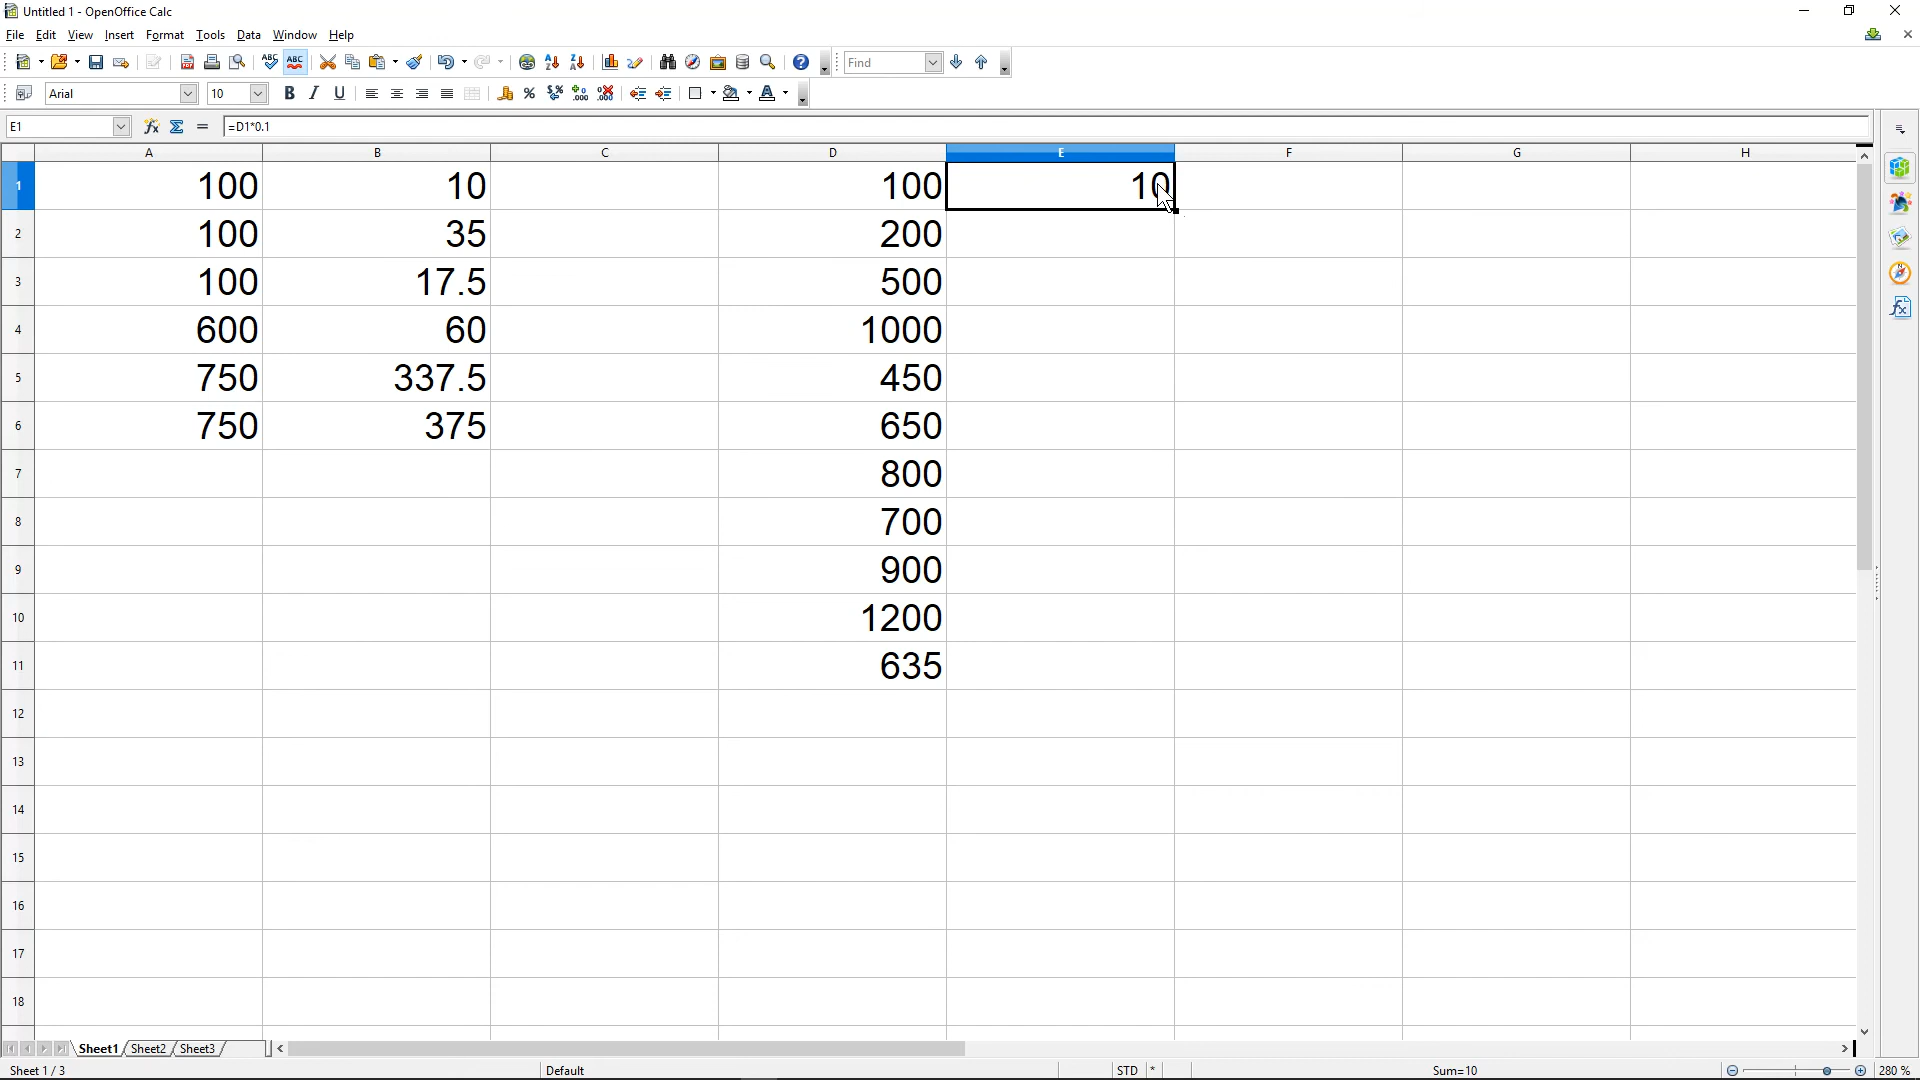 Untitled 1 - OpenOffice Calc
File Edit View Insert Format Tools Data Window Help
Find
Arial 10
E1 =D1*0.1
A B C D E F G H
1 100 10 100 10
2 100 35 200
3 100 17.5 500
4 600 60 1000
5 750 337.5 450
6 750 375 650
7 800
8 700
9 900
10 1200
11 635
12
13
14
15
16
17
18
Sheet1 Sheet2 Sheet3
Sheet 1 / 3 Default STD * Sum=10 280 %